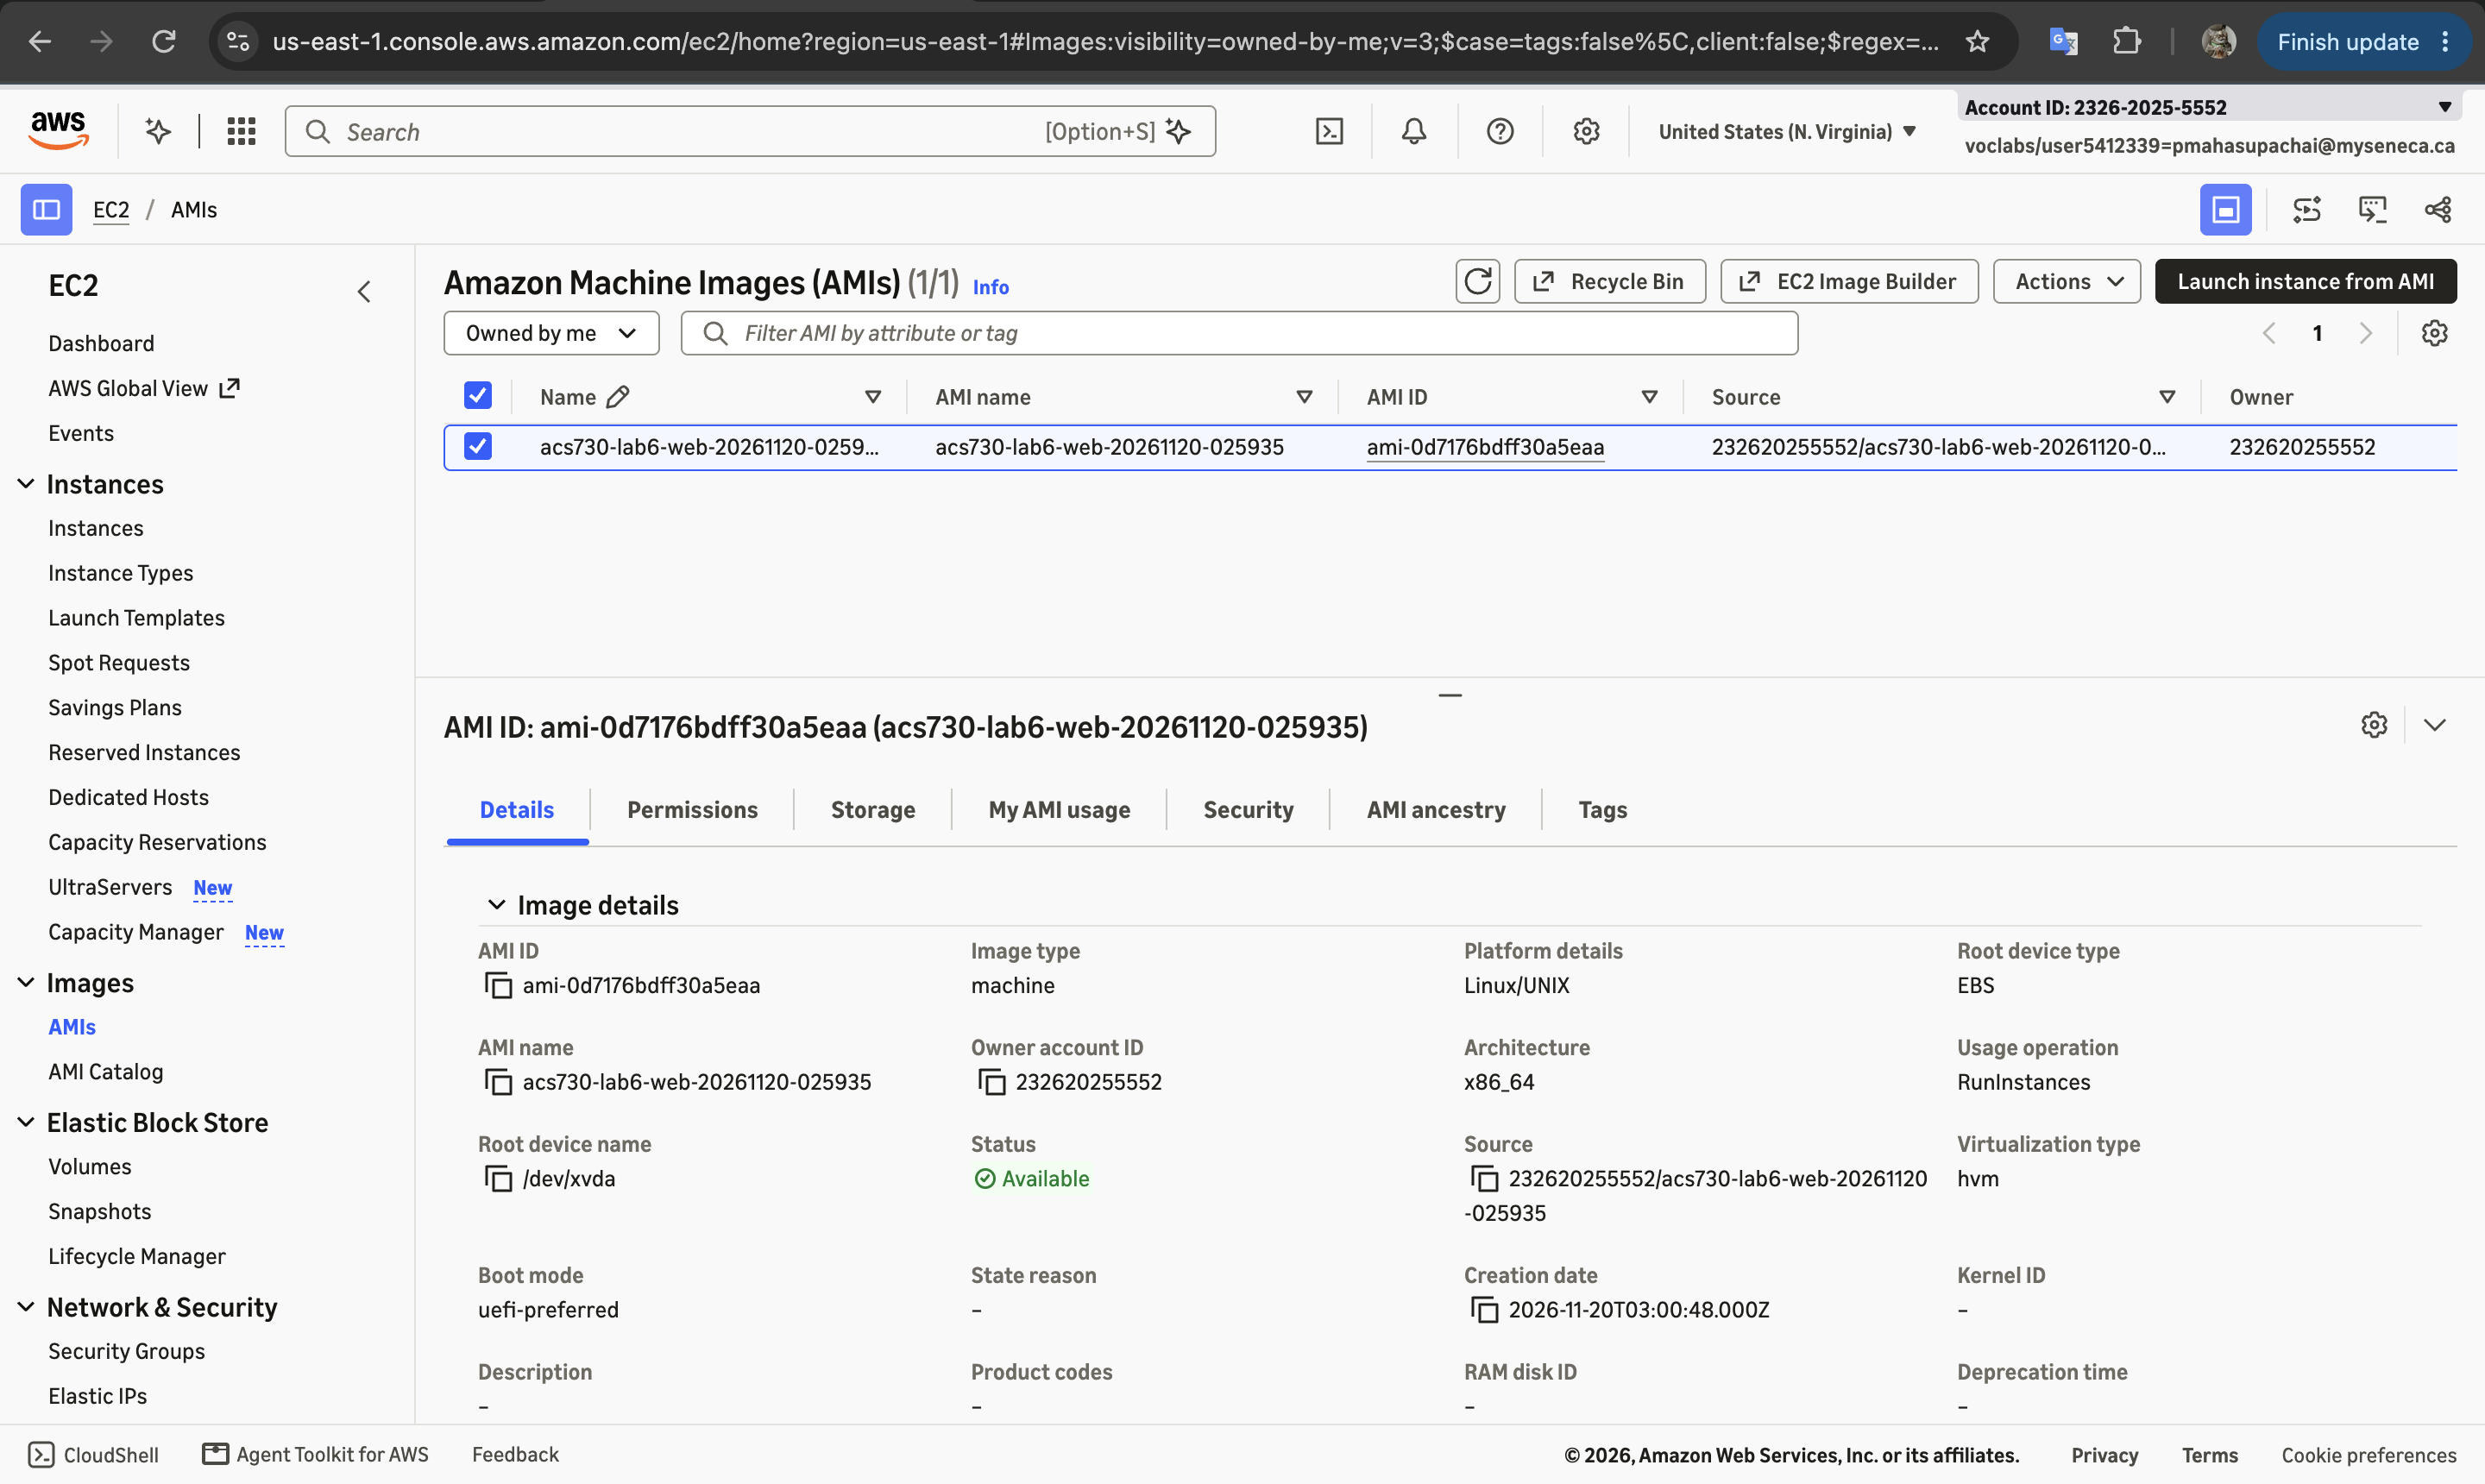 us-east-1.console.aws.amazon.com/ec2/home?region=us-east-1#Images:visibility=owned-by-me;v=3;$case=tags:false%5C,client:false;$regex=...
Finish update
aws
Search
[Option+S]
United States (N. Virginia)
Account ID: 2326-2025-5552
voclabs/user5412339=pmahasupachai@myseneca.ca
EC2 / AMIs
EC2
Dashboard
AWS Global View
Events
Instances
Instances
Instance Types
Launch Templates
Spot Requests
Savings Plans
Reserved Instances
Dedicated Hosts
Capacity Reservations
UltraServers New
Capacity Manager New
Images
AMIs
AMI Catalog
Elastic Block Store
Volumes
Snapshots
Lifecycle Manager
Network & Security
Security Groups
Elastic IPs
Amazon Machine Images (AMIs) (1/1) Info
Recycle Bin
EC2 Image Builder
Actions
Launch instance from AMI
Owned by me
Filter AMI by attribute or tag
1
Name AMI name AMI ID Source Owner
acs730-lab6-web-20261120-0259... acs730-lab6-web-20261120-025935 ami-0d7176bdff30a5eaa 232620255552/acs730-lab6-web-20261120-0... 232620255552
AMI ID: ami-0d7176bdff30a5eaa (acs730-lab6-web-20261120-025935)
Details Permissions Storage My AMI usage Security AMI ancestry Tags
Image details
AMI ID Image type Platform details Root device type
ami-0d7176bdff30a5eaa machine Linux/UNIX EBS
AMI name Owner account ID Architecture Usage operation
acs730-lab6-web-20261120-025935 232620255552 x86_64 RunInstances
Root device name Status Source Virtualization type
/dev/xvda Available 232620255552/acs730-lab6-web-20261120 hvm
-025935
Boot mode State reason Creation date Kernel ID
uefi-preferred – 2026-11-20T03:00:48.000Z –
Description Product codes RAM disk ID Deprecation time
– – – –
CloudShell Agent Toolkit for AWS Feedback
© 2026, Amazon Web Services, Inc. or its affiliates. Privacy Terms Cookie preferences